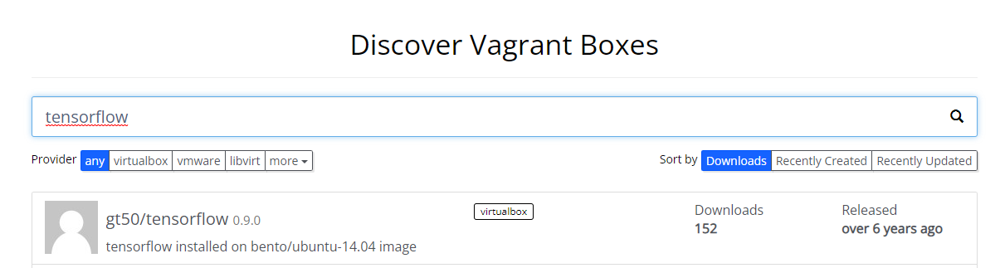 Discover Vagrant Boxes
tensorflow
Provider any virtualbox vmware libvirt more Sort by Downloads Recently Created Recently Updated
gt50/tensorflow 0.9.0 virtualbox Downloads Released
152 over 6 years ago
tensorflow installed on bento/ubuntu-14.04 image